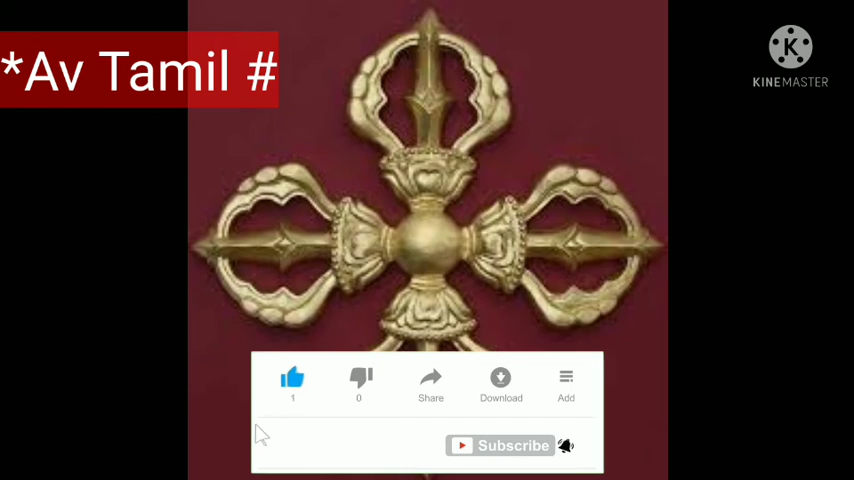 *Av Tamil #
KINEMASTER
1
0
Share
Download
Add
Subscribe